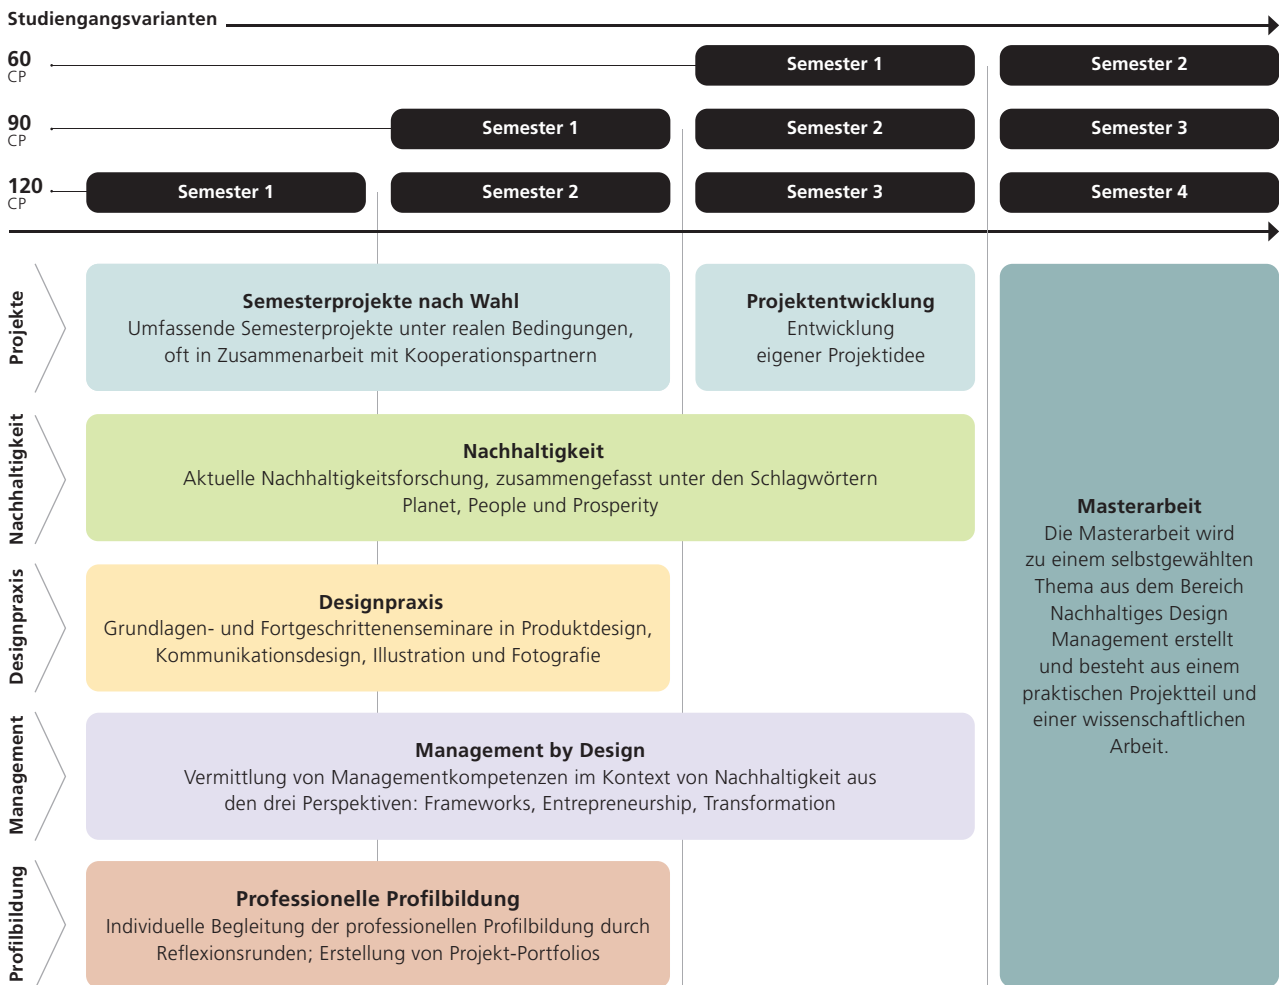 Studiengangsvarianten
60
CP
Semester 1
Semester 2
90
CP
Semester 1
Semester 2
Semester 3
120
CP
Semester 1
Semester 2
Semester 3
Semester 4
Projekte
Semesterprojekte nach Wahl
Umfassende Semesterprojekte unter realen Bedingungen,
oft in Zusammenarbeit mit Kooperationspartnern
Projektentwicklung
Entwicklung
eigener Projektidee
Nachhaltigkeit
Nachhaltigkeit
Aktuelle Nachhaltigkeitsforschung, zusammengefasst unter den Schlagwörtern
Planet, People und Prosperity
Designpraxis
Designpraxis
Grundlagen- und Fortgeschrittenenseminare in Produktdesign,
Kommunikationsdesign, Illustration und Fotografie
Management
Management by Design
Vermittlung von Managementkompetenzen im Kontext von Nachhaltigkeit aus
den drei Perspektiven: Frameworks, Entrepreneurship, Transformation
Profilbildung
Professionelle Profilbildung
Individuelle Begleitung der professionellen Profilbildung durch
Reflexionsrunden; Erstellung von Projekt-Portfolios
Masterarbeit
Die Masterarbeit wird
zu einem selbstgewählten
Thema aus dem Bereich
Nachhaltiges Design
Management erstellt
und besteht aus einem
praktischen Projektteil und
einer wissenschaftlichen
Arbeit.